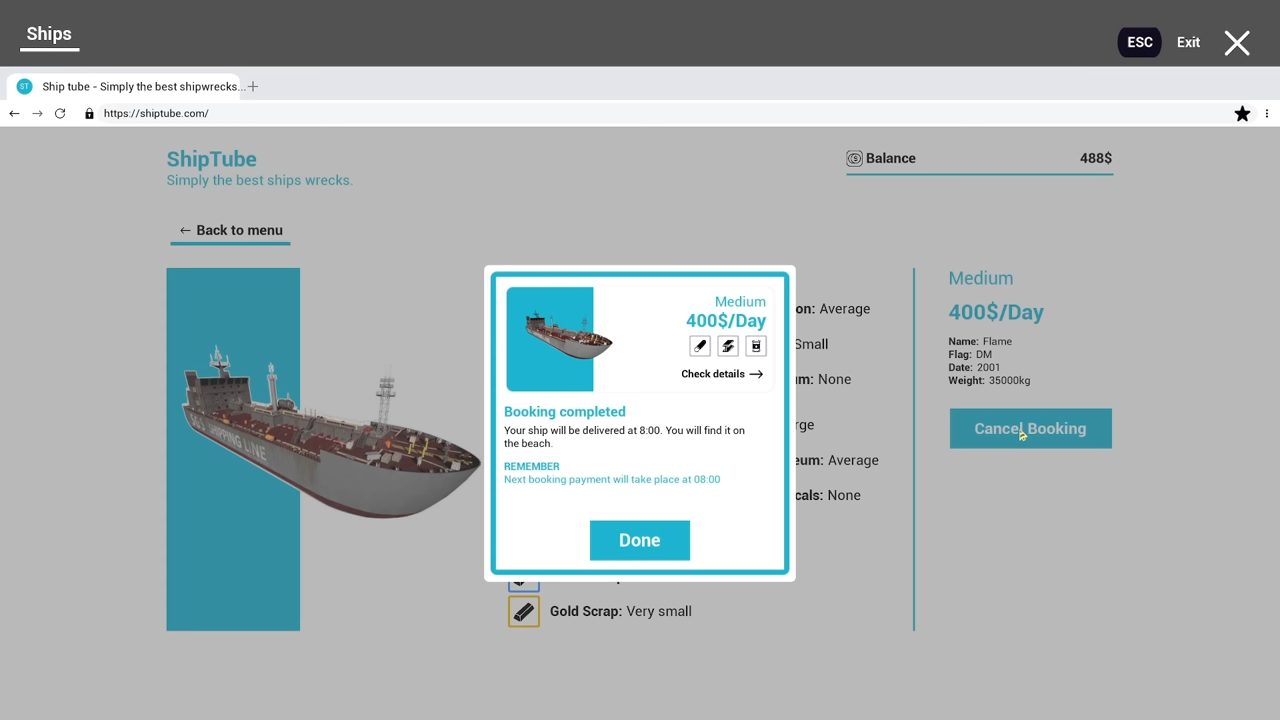 Ships
ESC Exit
ST Ship tube - Simply the best shipwrecks...
https://shiptube.com/
ShipTube
Simply the best ships wrecks.
Balance 488$
← Back to menu
SHIPPING LINE
Medium
400$/Day
Check details →
Booking completed
Your ship will be delivered at 8:00. You will find it on
the beach.
REMEMBER
Next booking payment will take place at 08:00
Done
on: Average
Small
m: None
rge
eum: Average
cals: None
Gold Scrap: Very small
Medium
400$/Day
Name: Flame
Flag: DM
Date: 2001
Weight: 35000kg
Cancel Booking